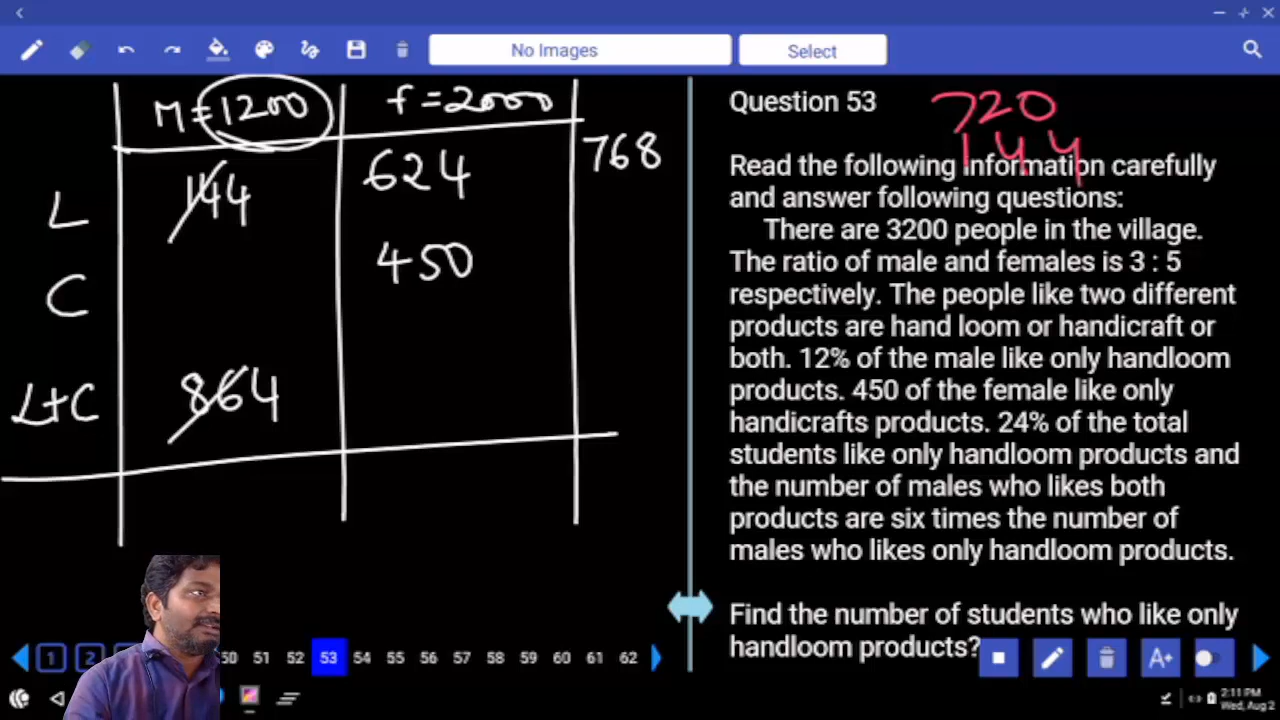 No Images
Select
M = 1200
f = 2000
L
144
624
768
C
450
L+C
864
720
144
Question 53
Read the following information carefully
and answer following questions:
There are 3200 people in the village.
The ratio of male and females is 3 : 5
respectively. The people like two different
products are hand loom or handicraft or
both. 12% of the male like only handloom
products. 450 of the female like only
handicrafts products. 24% of the total
students like only handloom products and
the number of males who likes both
products are six times the number of
males who likes only handloom products.
Find the number of students who like only
handloom products?
1 2 50 51 52 53 54 55 56 57 58 59 60 61 62
A+
2:11 PM
Wed, Aug 2